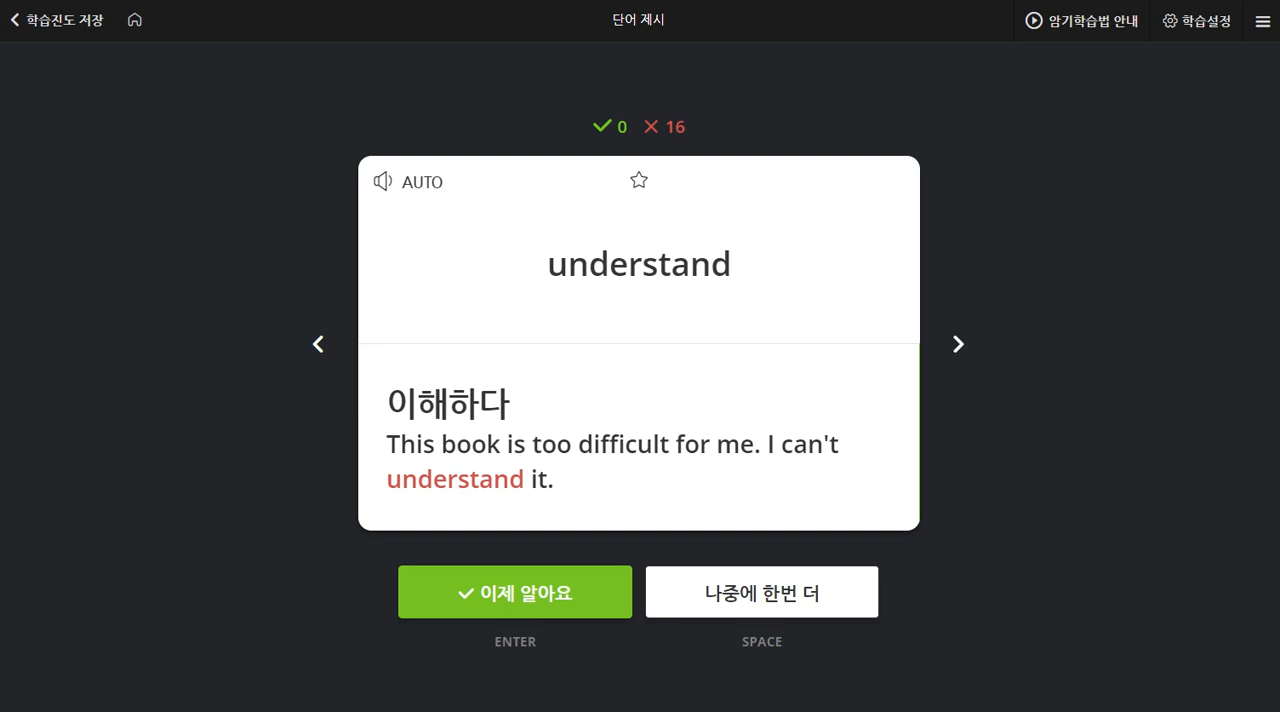 학습진도 저장
단어 제시
암기학습법 안내
학습설정
0
16
AUTO
understand
이해하다
This book is too difficult for me. I can't
understand it.
이제 알아요
나중에 한번 더
ENTER
SPACE